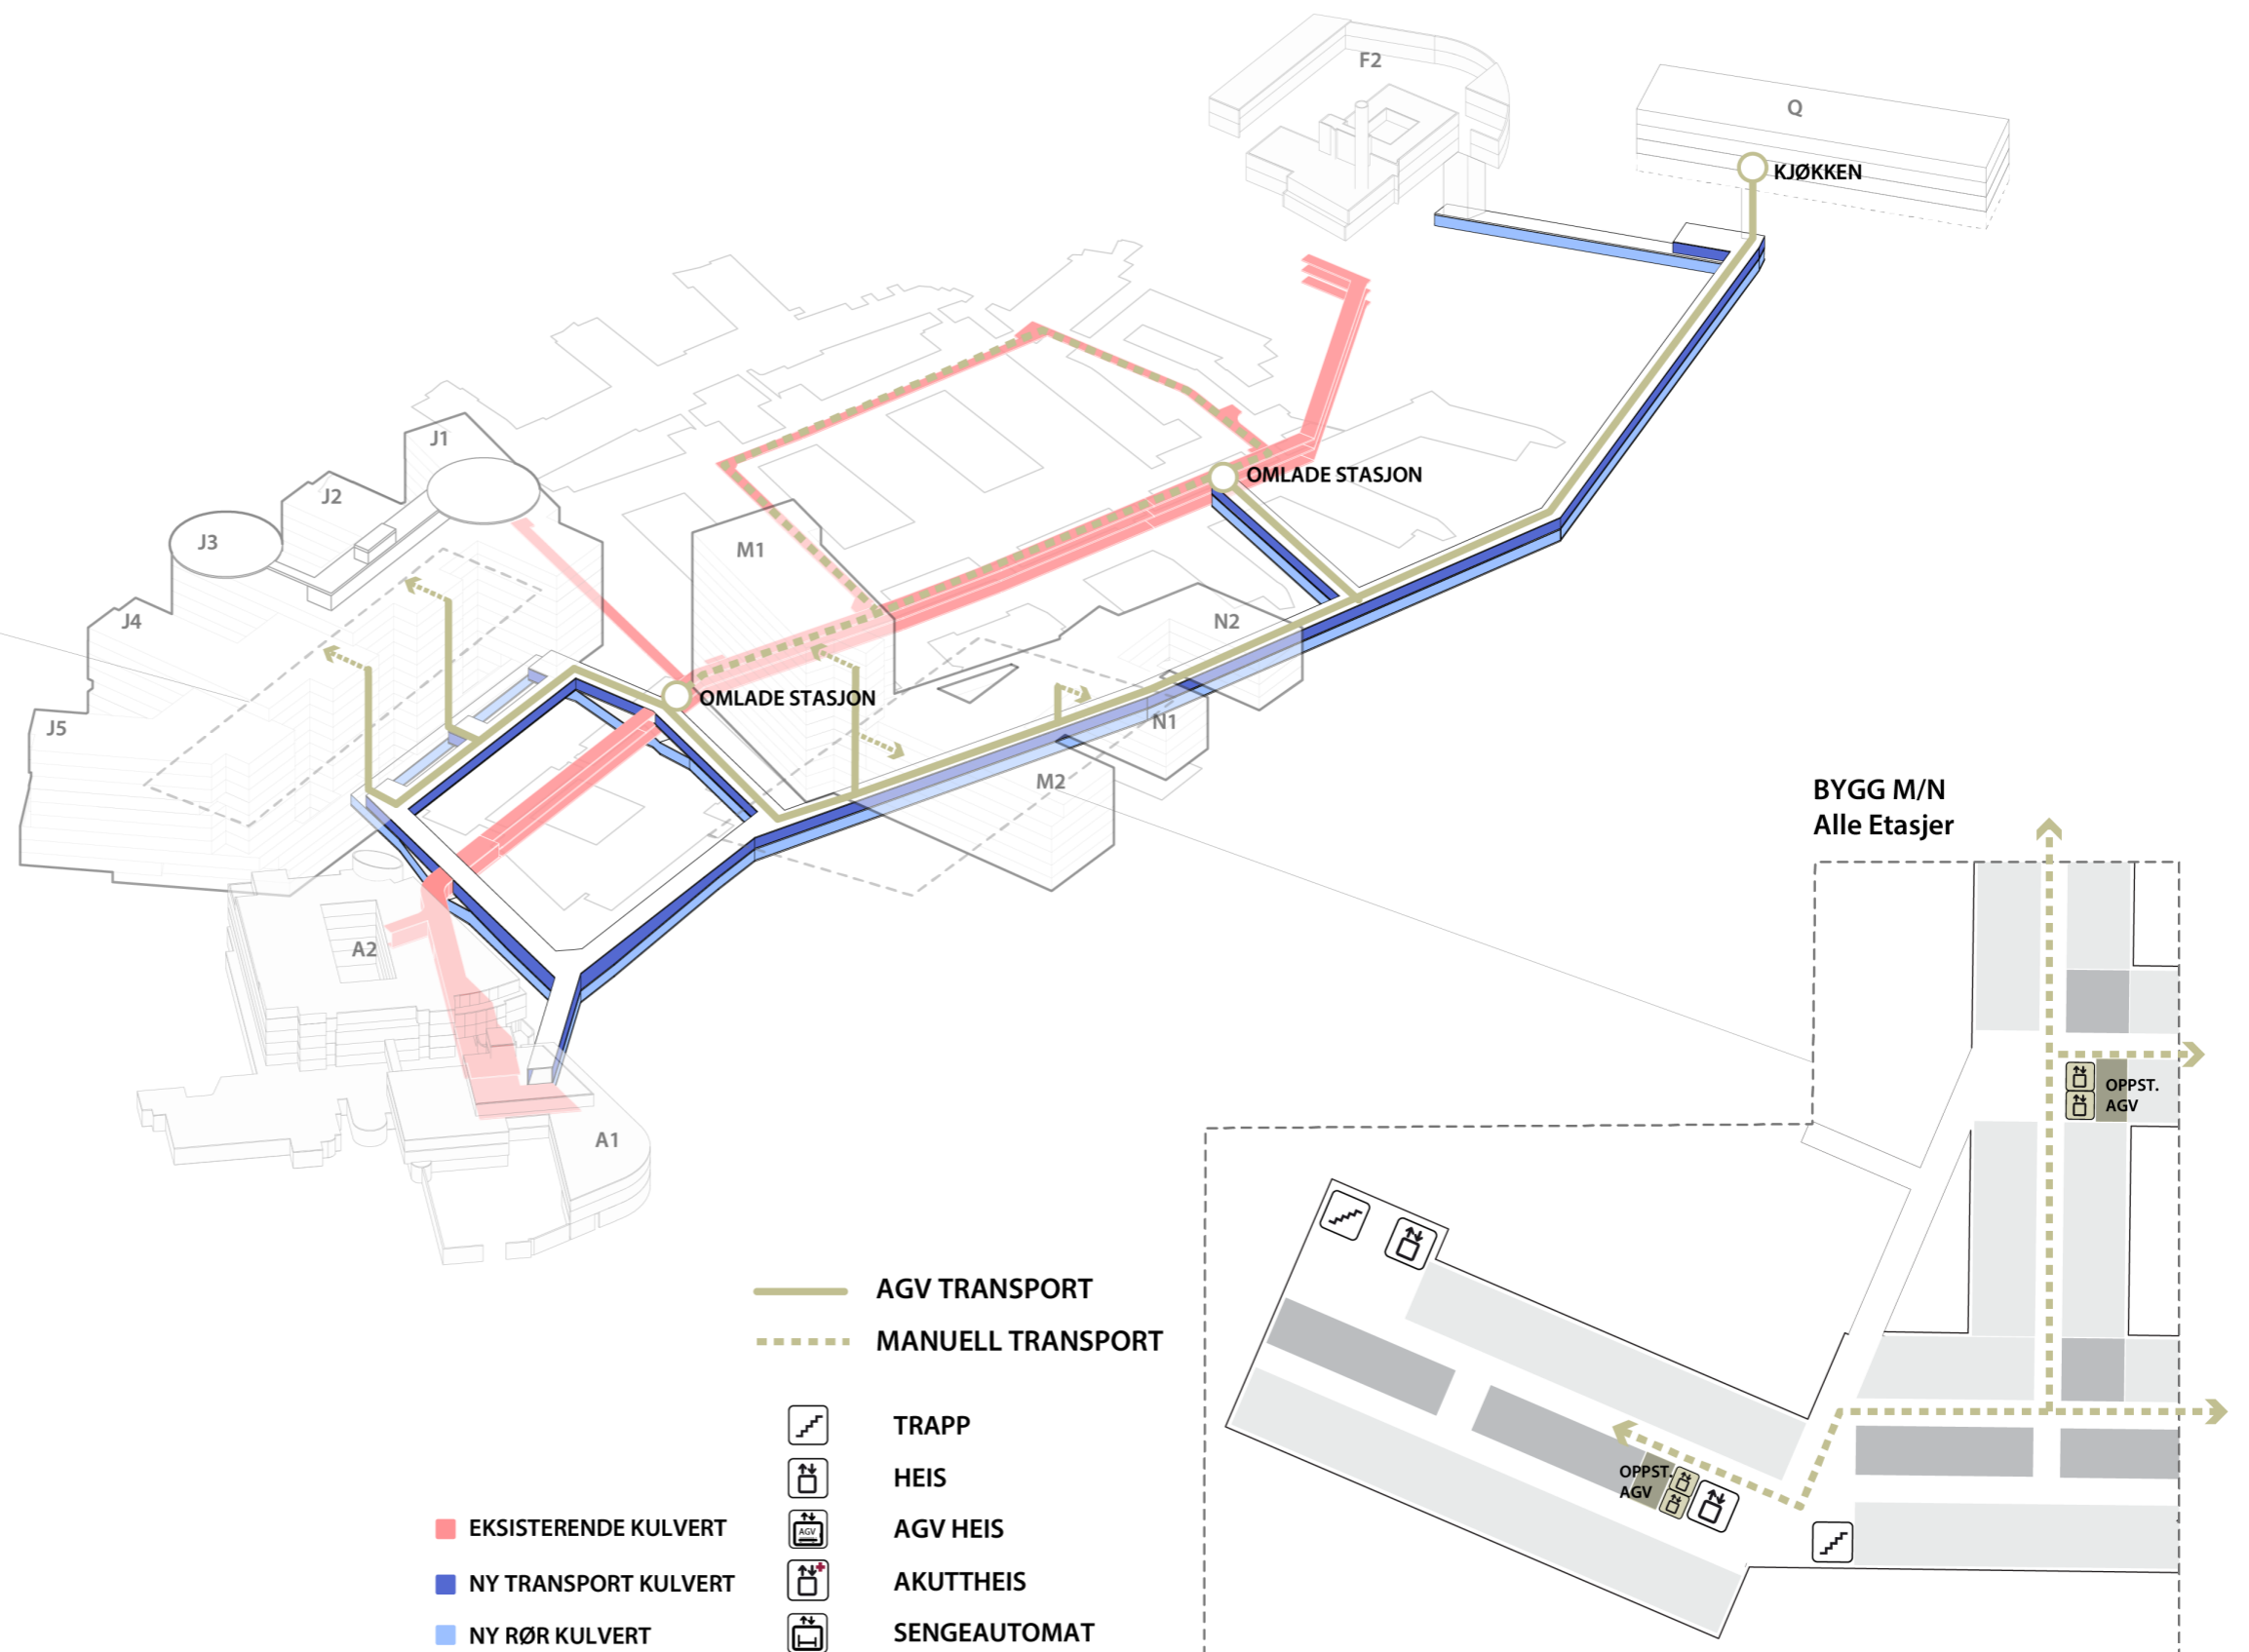 F2
Q
KJØKKEN
J1
OMLADE STASJON
J2
J3
M1
J4
N2
OMLADE STASJON
N1
J5
M2
BYGG M/N
Alle Etasjer
A2
OPPST.
AGV
A1
AGV TRANSPORT
MANUELL TRANSPORT
TRAPP
HEIS
OPPST.
AGV
EKSISTERENDE KULVERT
AGV
AGV HEIS
NY TRANSPORT KULVERT
AKUTTHEIS
NY RØR KULVERT
SENGEAUTOMAT